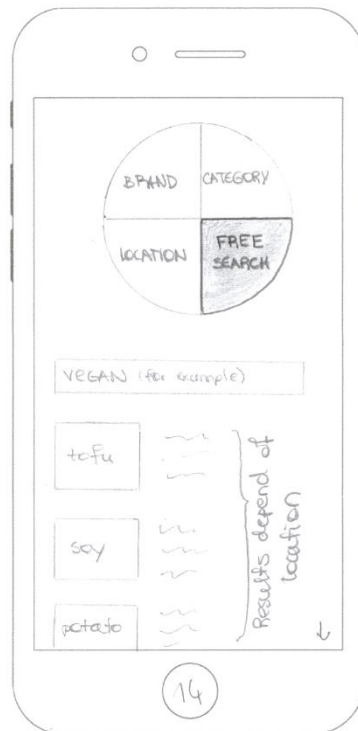 BRAND
CATEGORY
LOCATION
FREE
SEARCH
VEGAN (for example)
tofu
soy
potato
Results depend of
location
14